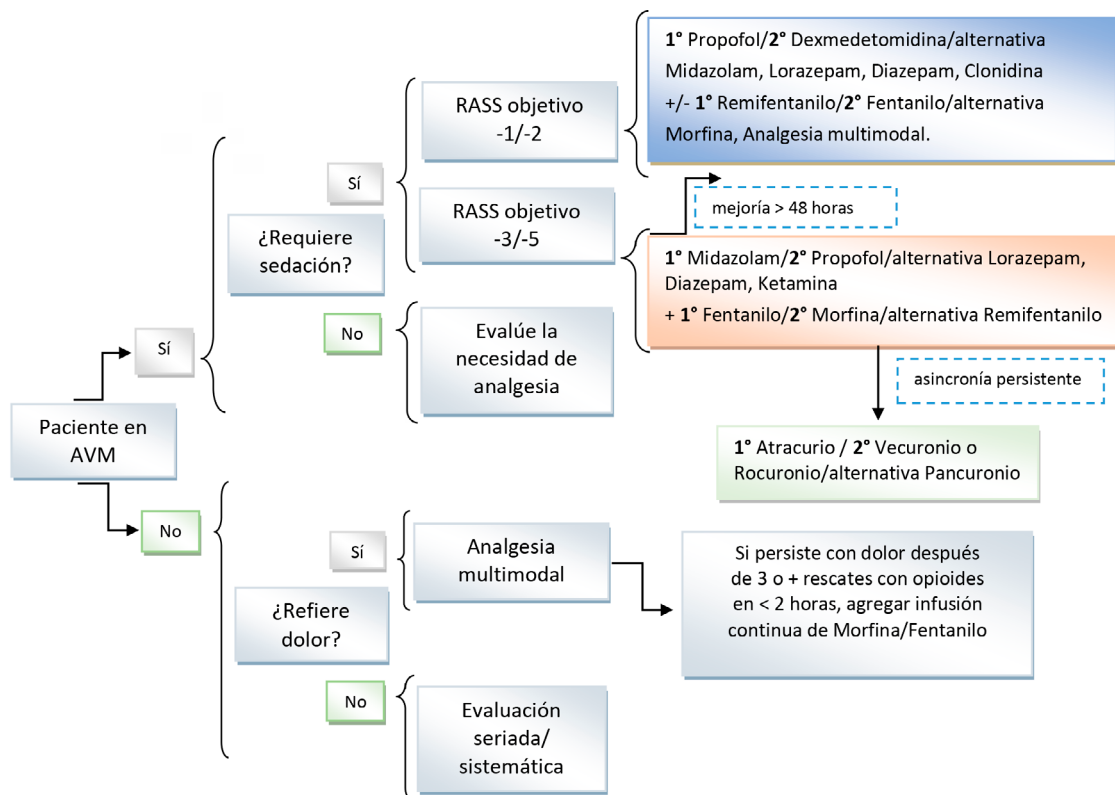 1° Propofol/2° Dexmedetomidina/alternativa
Midazolam, Lorazepam, Diazepam, Clonidina
+/- 1° Remifentanilo/2° Fentanilo/alternativa
Morfina, Analgesia multimodal.
RASS objetivo
-1/-2
Sí
mejoría > 48 horas
RASS objetivo
-3/-5
¿Requiere
sedación?
1° Midazolam/2° Propofol/alternativa Lorazepam,
Diazepam, Ketamina
+ 1° Fentanilo/2° Morfina/alternativa Remifentanilo
No
Evalúe la
necesidad de
analgesia
Sí
asincronía persistente
Paciente en
AVM
1° Atracurio / 2° Vecuronio o
Rocuronio/alternativa Pancuronio
No
Sí
Analgesia
multimodal
Si persiste con dolor después
de 3 o + rescates con opioides
en < 2 horas, agregar infusión
continua de Morfina/Fentanilo
¿Refiere
dolor?
No
Evaluación
seriada/
sistemática